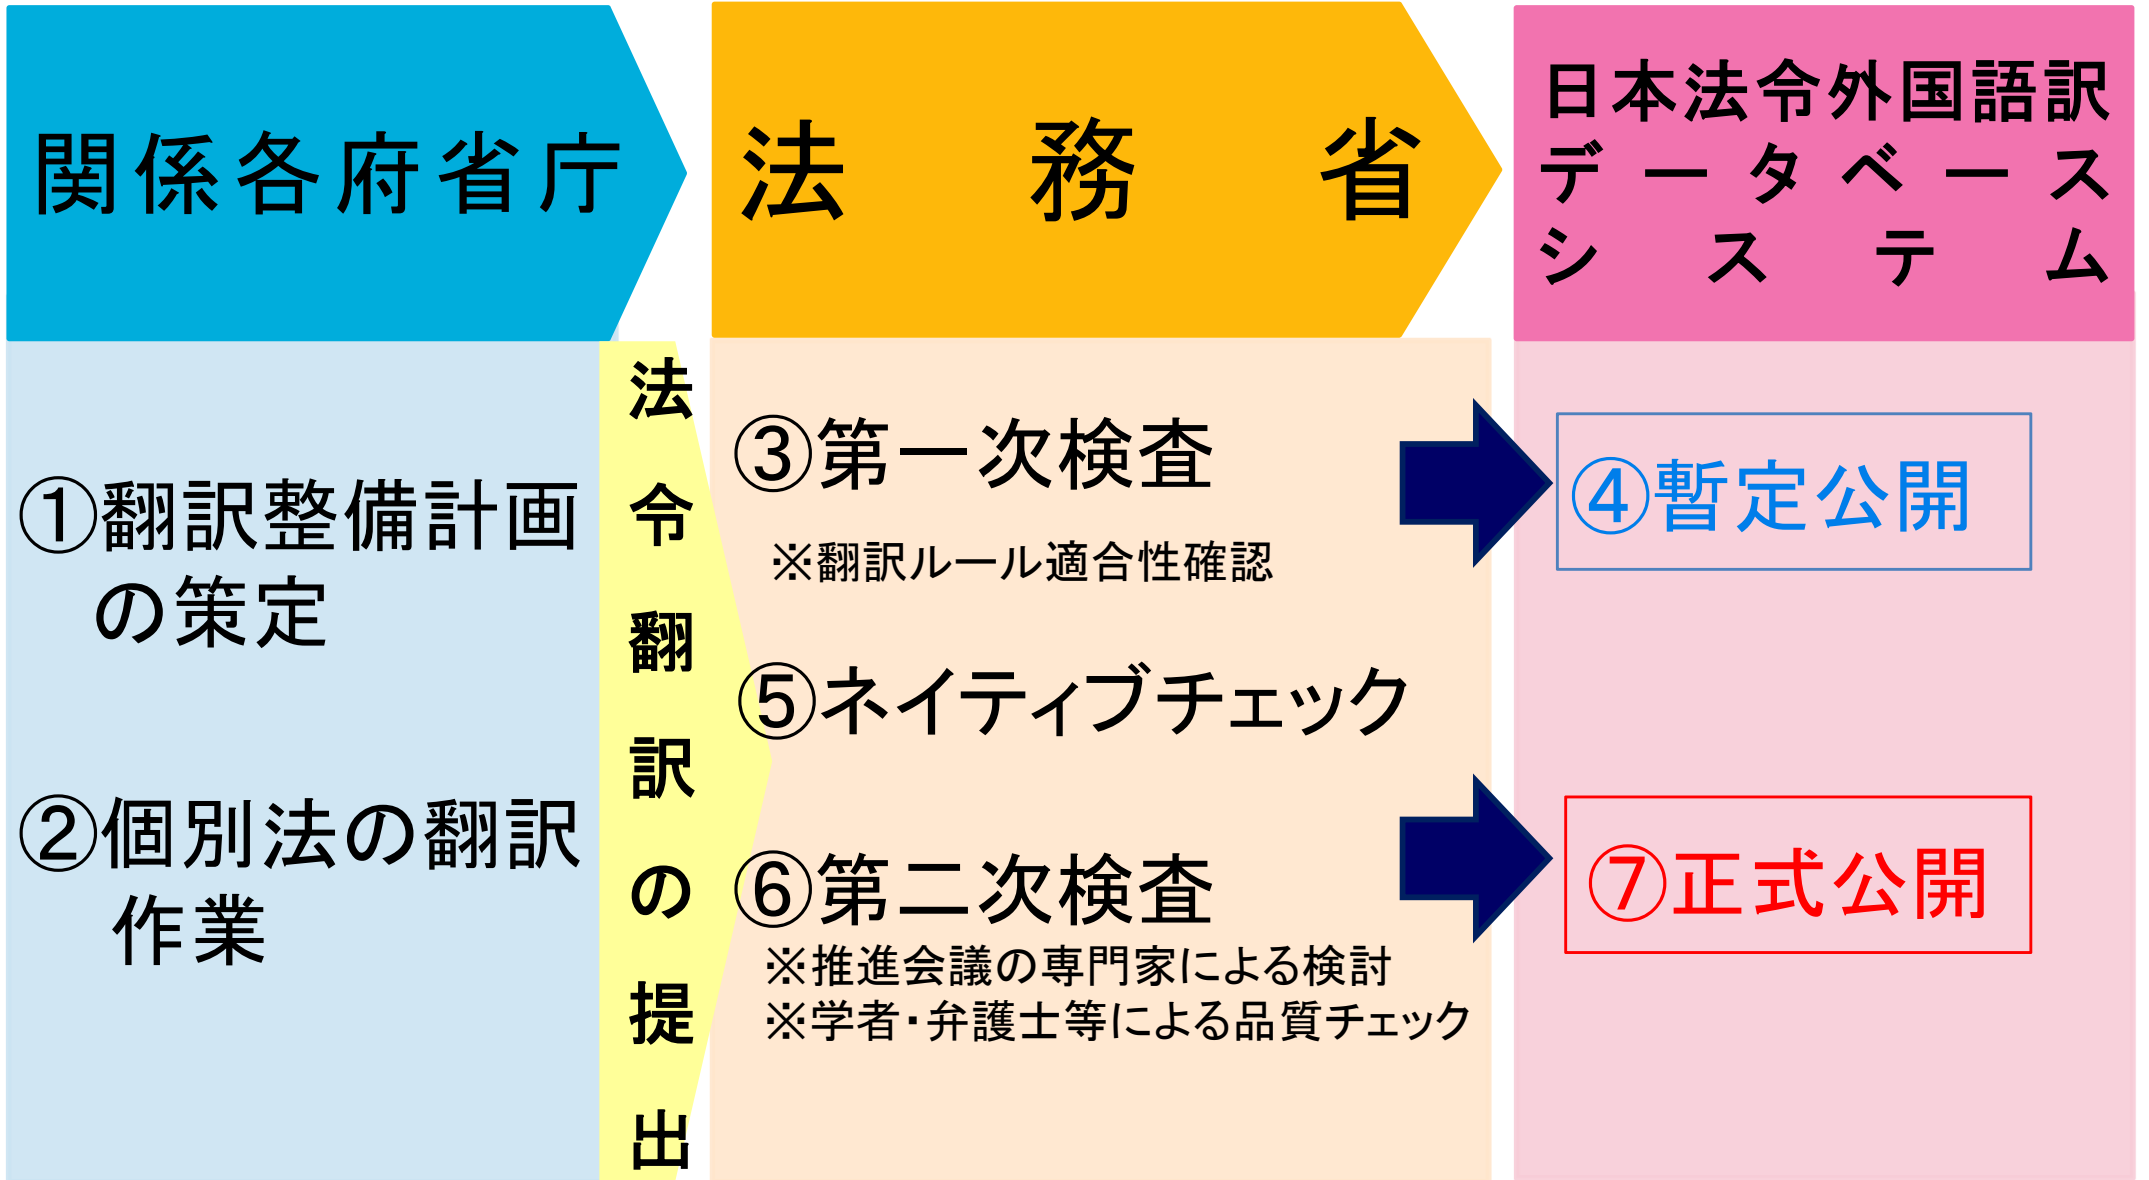 関係各府省庁
①翻訳整備計画
の策定
②個別法の翻訳
作業
法令翻訳の提出
法務省
③第一次検査
※翻訳ルール適合性確認
⑤ネイティブチェック
⑥第二次検査
※推進会議の専門家による検討
※学者・弁護士等による品質チェック
日本法令外国語訳
データベース
システム
④暫定公開
⑦正式公開